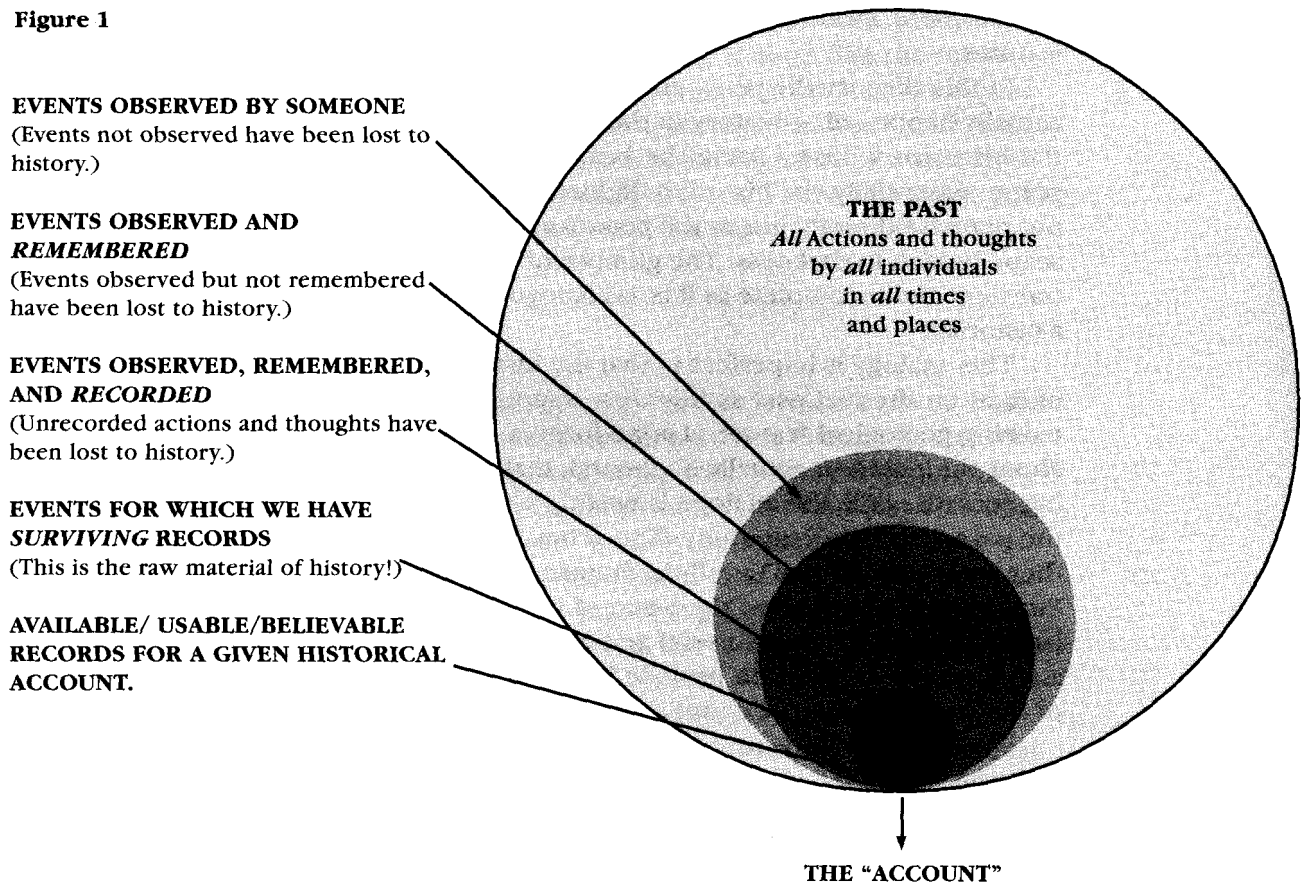 Figure 1
EVENTS OBSERVED BY SOMEONE
(Events not observed have been lost to
history.)
EVENTS OBSERVED AND
REMEMBERED
(Events observed but not remembered
have been lost to history.)
EVENTS OBSERVED, REMEMBERED,
AND RECORDED
(Unrecorded actions and thoughts have
been lost to history.)
EVENTS FOR WHICH WE HAVE
SURVIVING RECORDS
(This is the raw material of history!)
AVAILABLE/ USABLE/BELIEVABLE
RECORDS FOR A GIVEN HISTORICAL
ACCOUNT.
THE PAST
All Actions and thoughts
by all individuals
in all times
and places
THE “ACCOUNT”